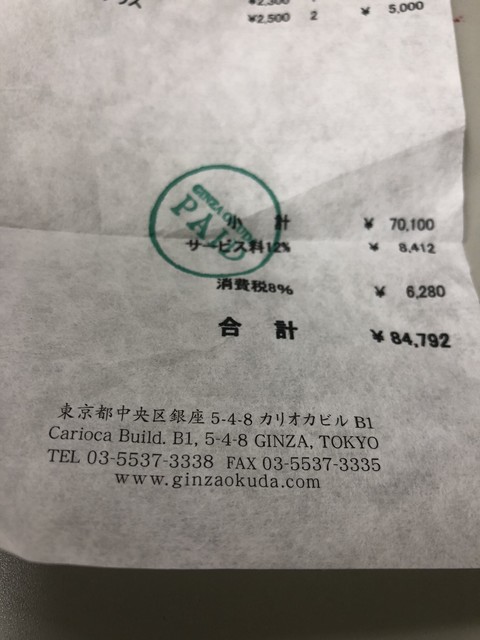 ¥2,500 2 ¥ 5,000
GINZA OKUDA
PAID
小 計 ¥ 70,100
サービス料12% ¥ 8,412
消費税8% ¥ 6,280
合 計 ¥84,792
東京都中央区銀座 5-4-8 カリオカビル B1
Carioca Build. B1, 5-4-8 GINZA, TOKYO
TEL 03-5537-3338 FAX 03-5537-3335
www.ginzaokuda.com